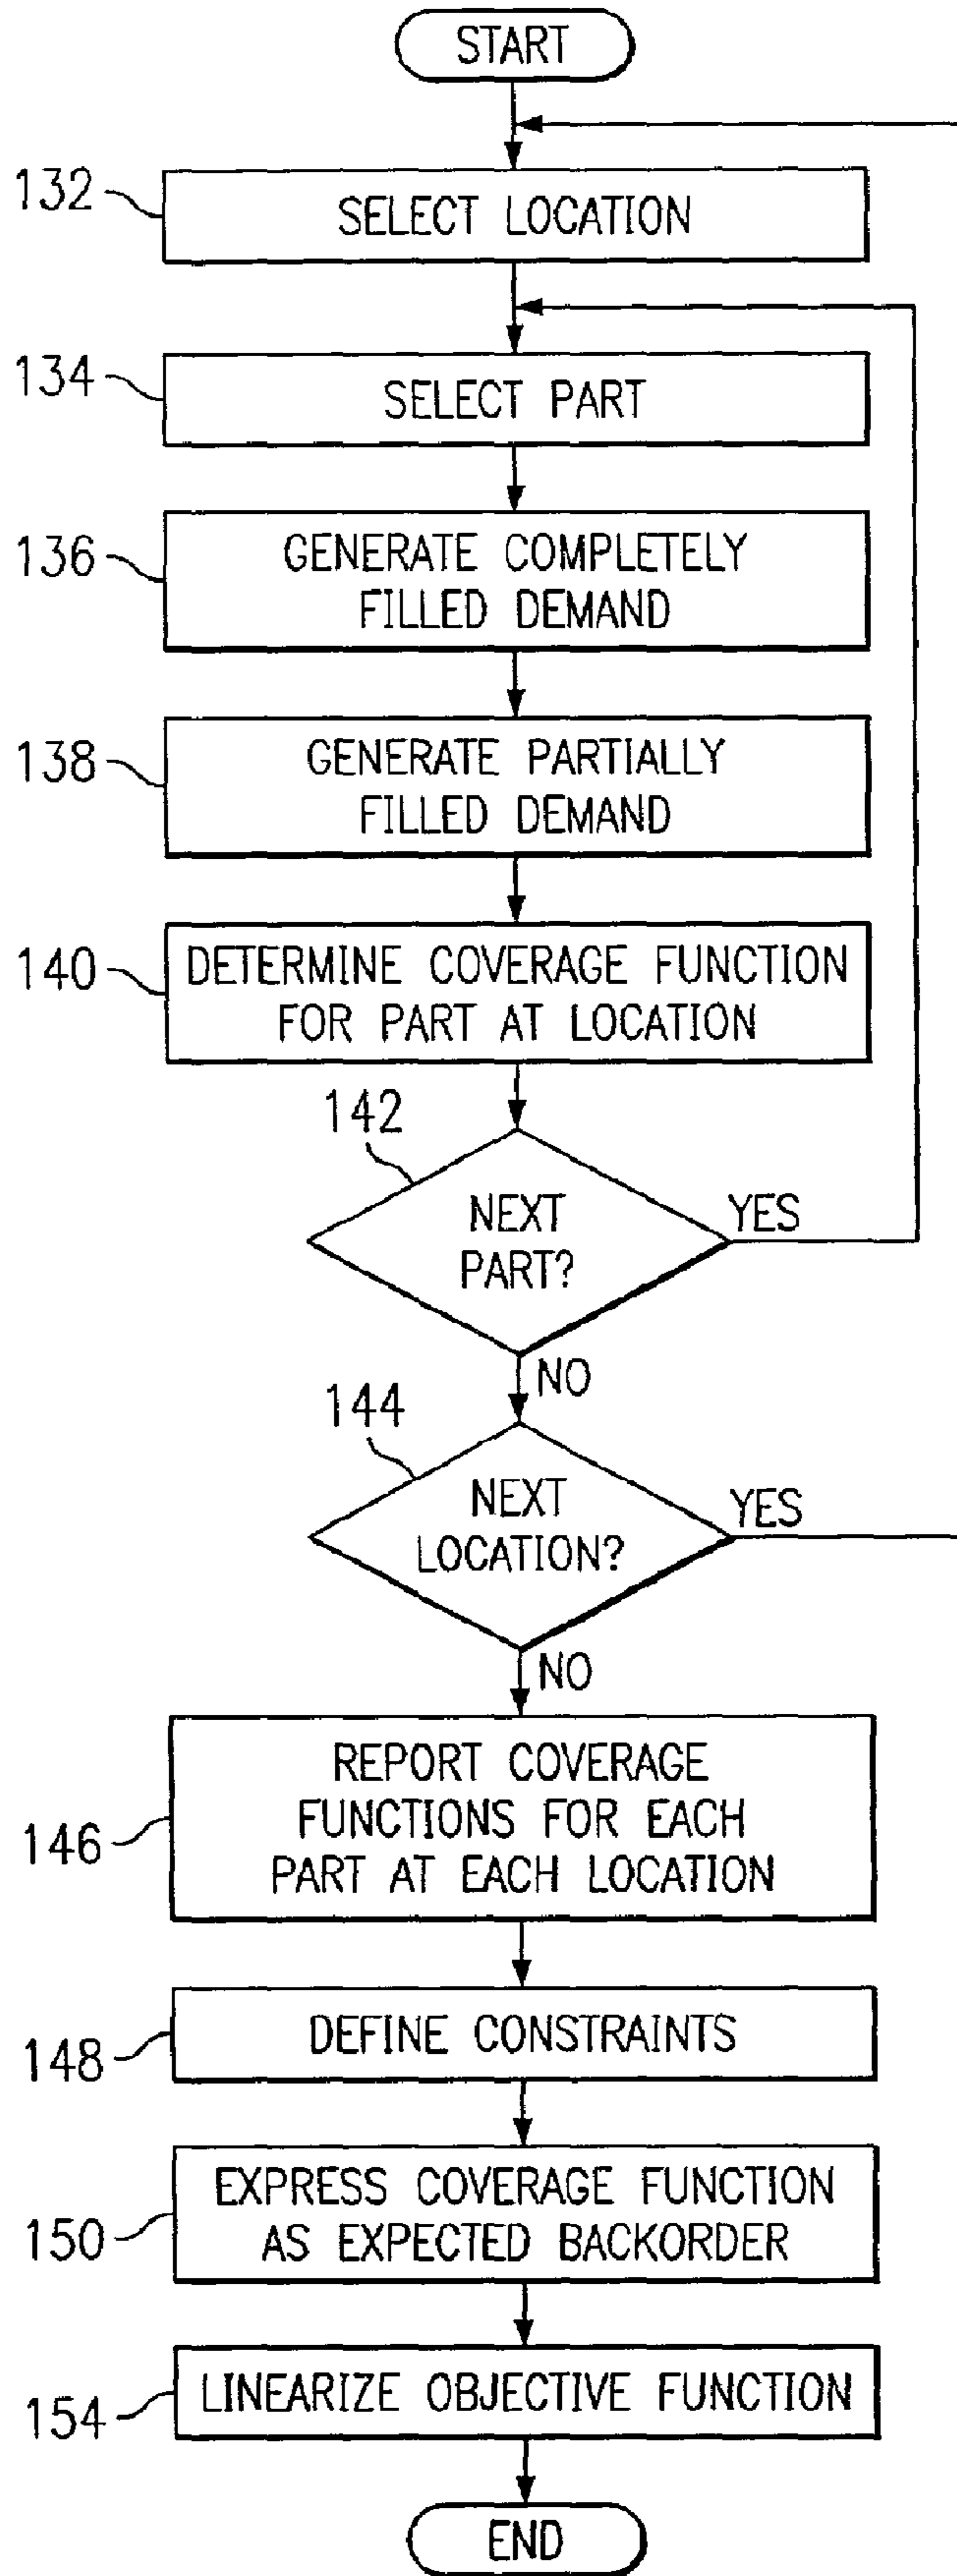 START
132
SELECT LOCATION
134
SELECT PART
136
GENERATE COMPLETELY
FILLED DEMAND
138
GENERATE PARTIALLY
FILLED DEMAND
140
DETERMINE COVERAGE FUNCTION
FOR PART AT LOCATION
142
NEXT
PART?
YES
NO
144
NEXT
LOCATION?
YES
NO
146
REPORT COVERAGE
FUNCTIONS FOR EACH
PART AT EACH LOCATION
148
DEFINE CONSTRAINTS
150
EXPRESS COVERAGE FUNCTION
AS EXPECTED BACKORDER
154
LINEARIZE OBJECTIVE FUNCTION
END